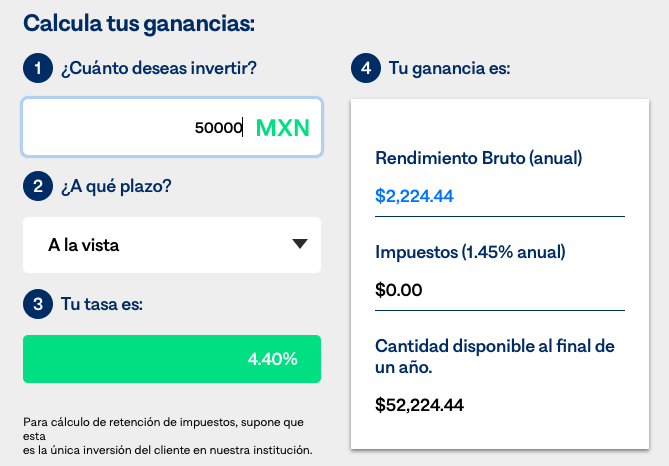 Calcula tus ganancias:
1 ¿Cuánto deseas invertir?
50000 MXN
2 ¿A qué plazo?
A la vista
3 Tu tasa es:
4.40%
Para cálculo de retención de impuestos, supone que
esta
es la única inversión del cliente en nuestra institución.
4 Tu ganancia es:
Rendimiento Bruto (anual)
$2,224.44
Impuestos (1.45% anual)
$0.00
Cantidad disponible al final de
un año.
$52,224.44